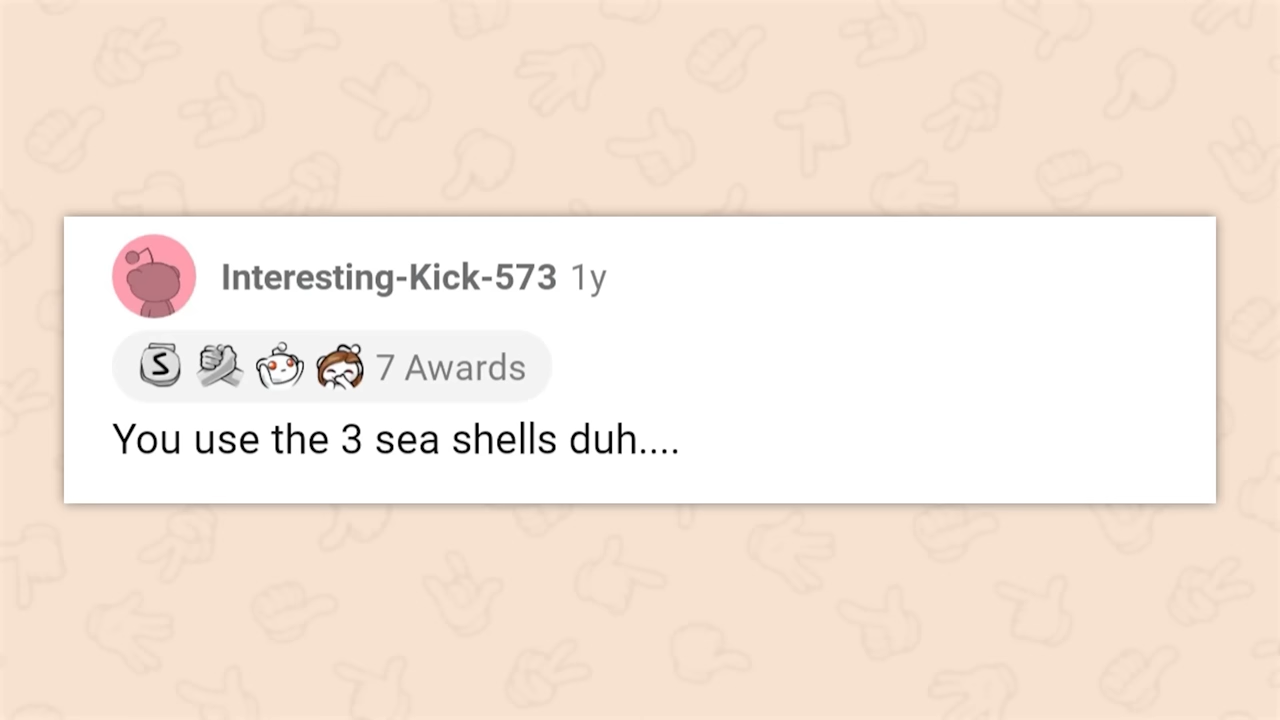 Interesting-Kick-573 1y
S 7 Awards
You use the 3 sea shells duh....